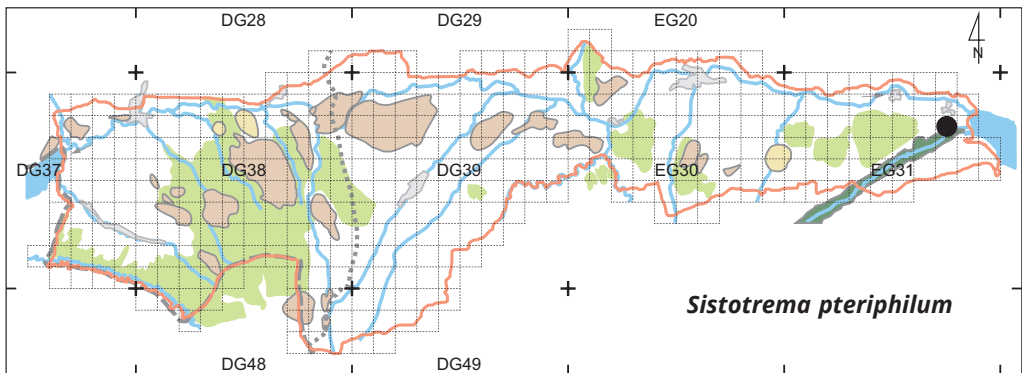 DG28 DG29 EG20
N
DG37 DG38 DG39 EG30 EG31
Sistotrema pteriphilum
DG48 DG49